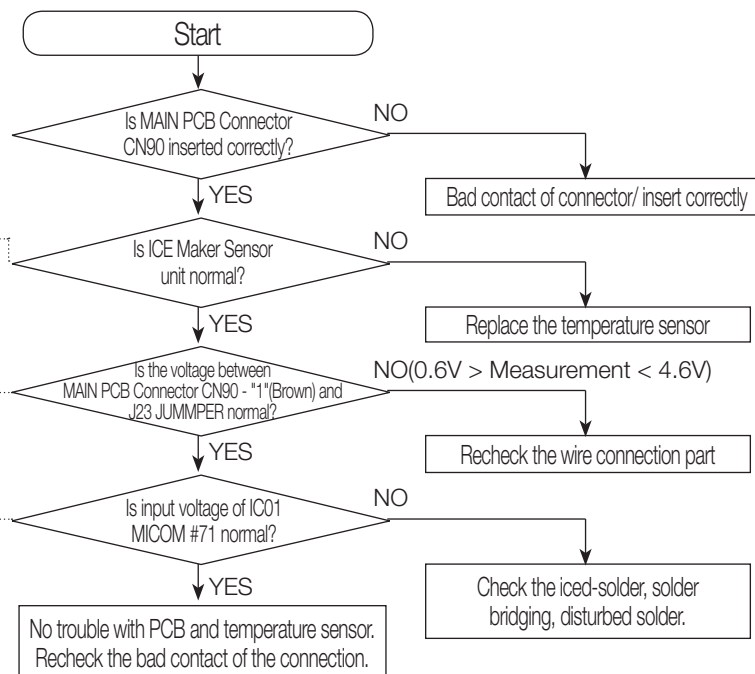 Start
Is MAIN PCB Connector
CN90 inserted correctly?
NO
Bad contact of connector/ insert correctly
YES
Is ICE Maker Sensor
unit normal?
NO
Replace the temperature sensor
YES
Is the voltage between
MAIN PCB Connector CN90 - "1"(Brown) and
J23 JUMMPER normal?
NO(0.6V > Measurement < 4.6V)
Recheck the wire connection part
YES
Is input voltage of IC01
MICOM #71 normal?
NO
Check the iced-solder, solder
bridging, disturbed solder.
YES
No trouble with PCB and temperature sensor.
Recheck the bad contact of the connection.